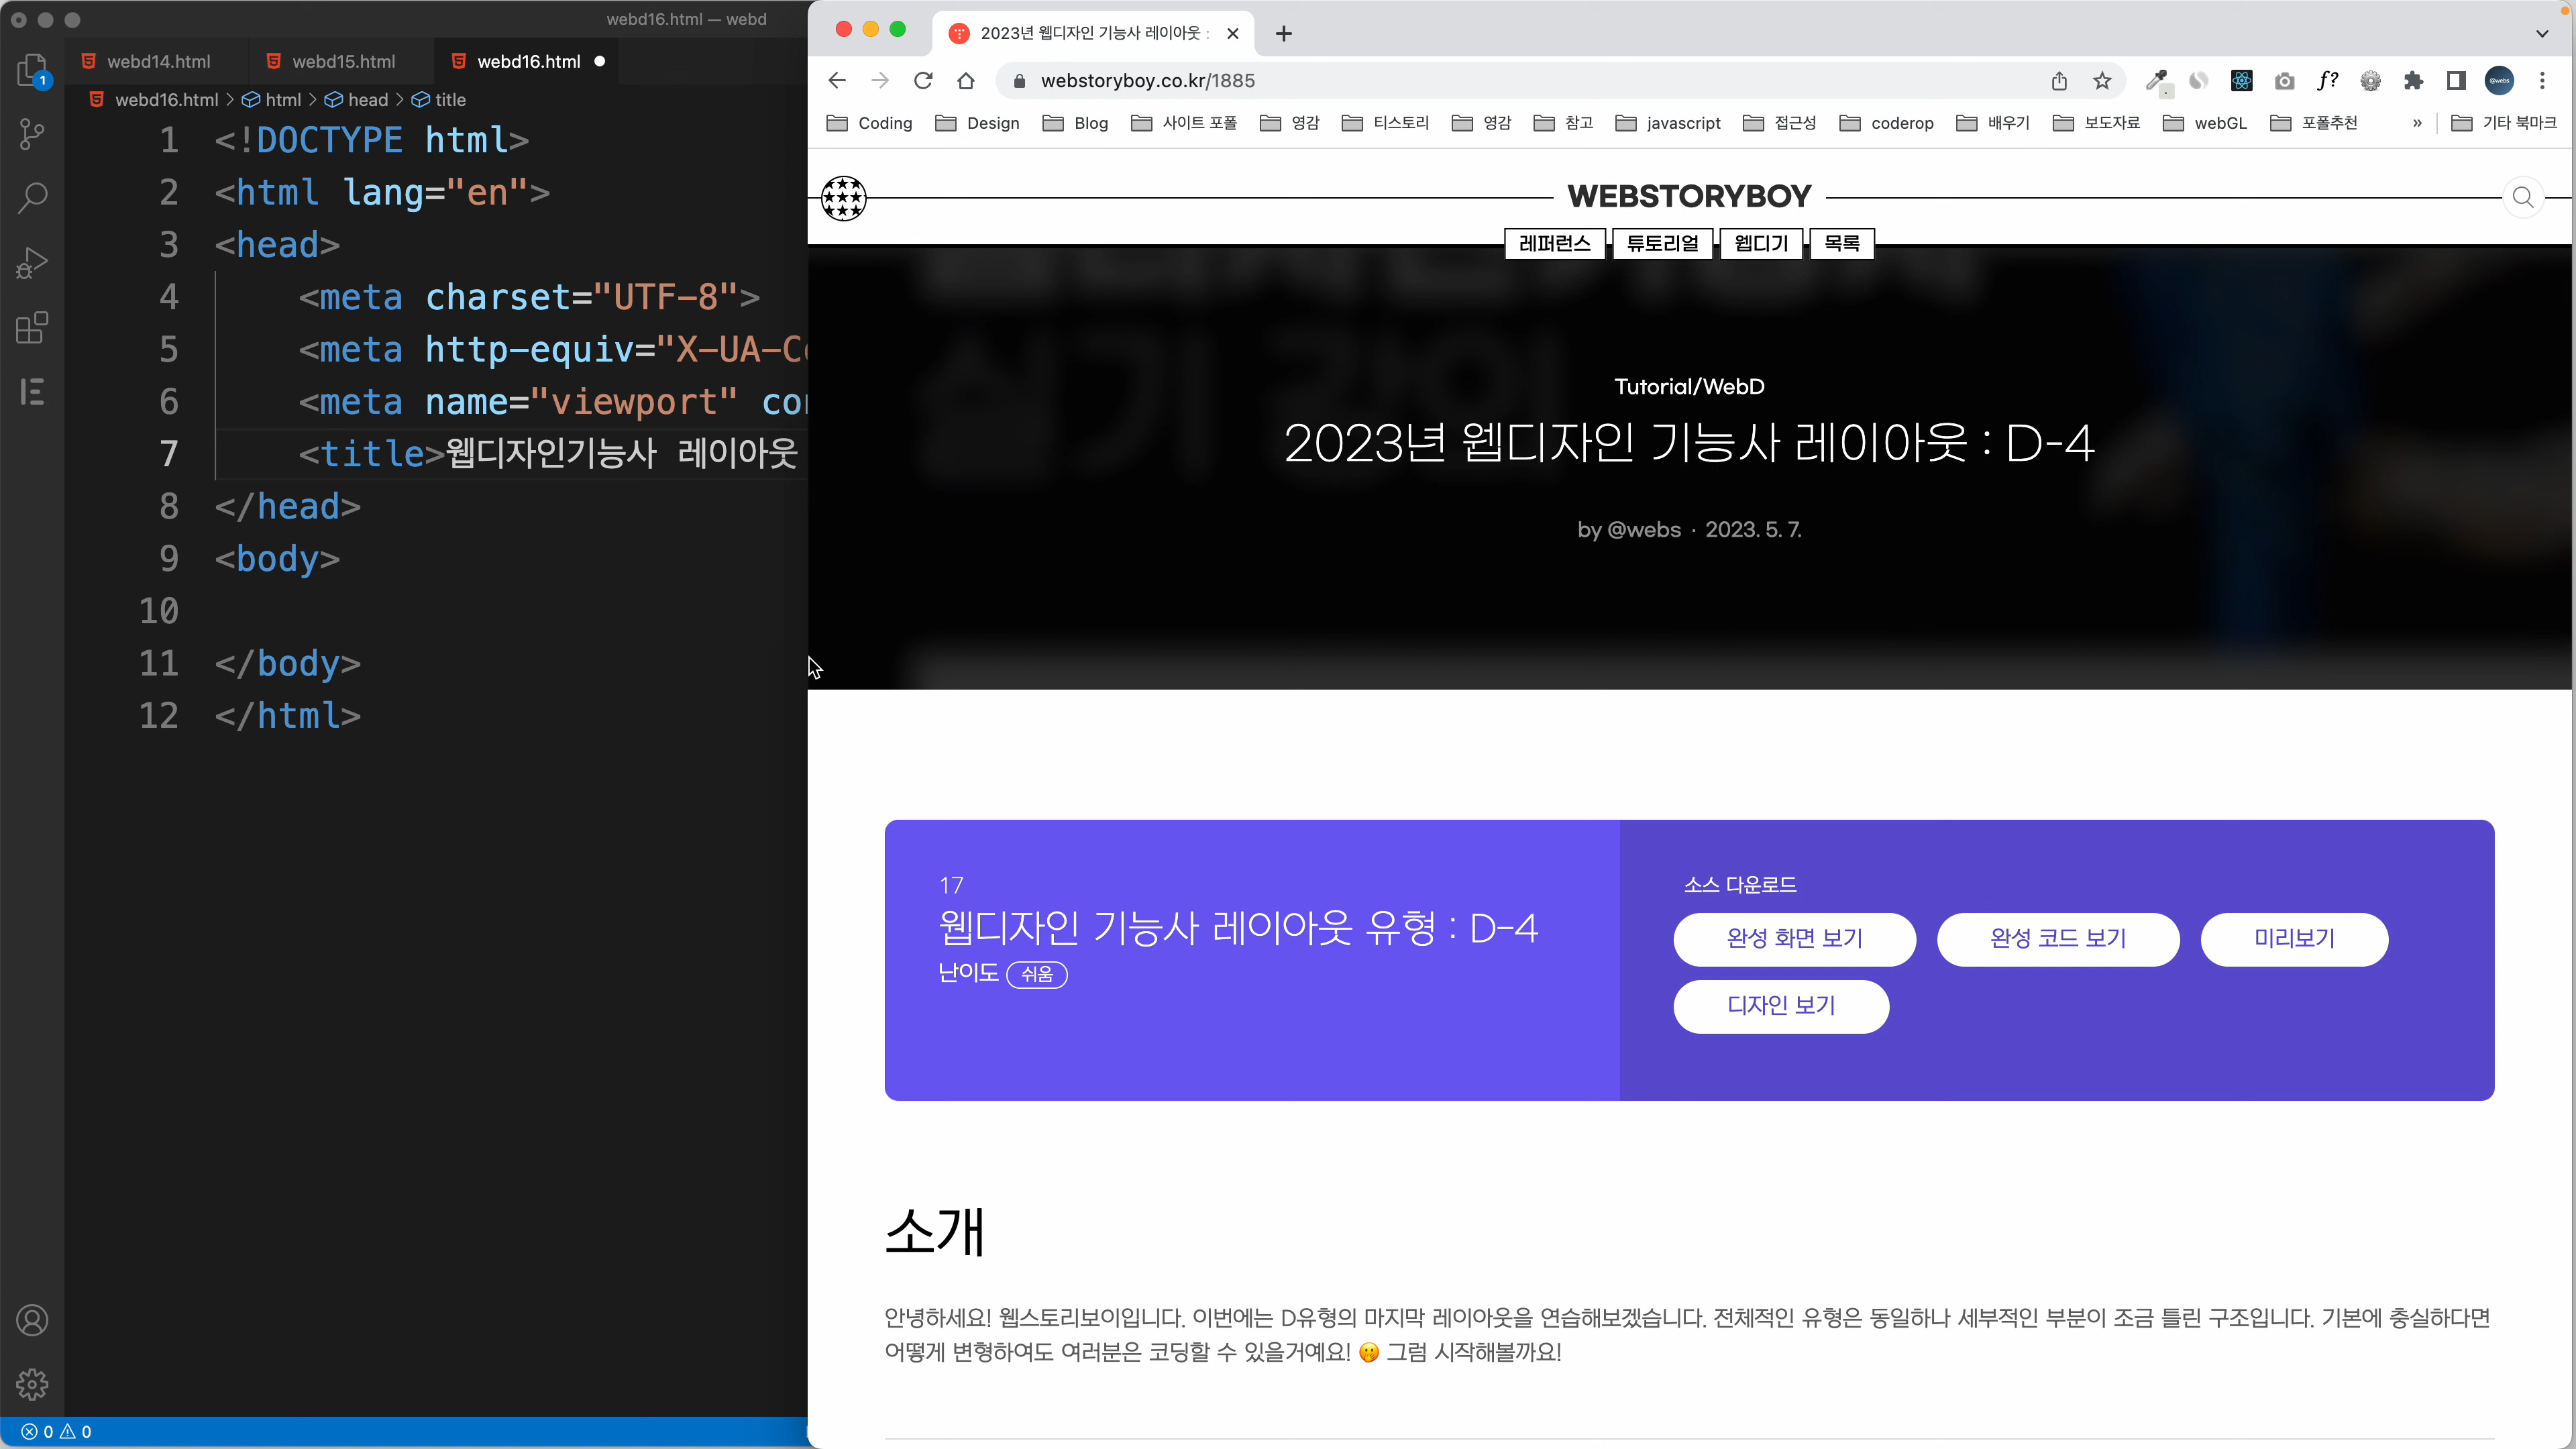 webd16.html — webd
webd14.html
webd15.html
webd16.html
webd16.html > html > head > title
1
1 <!DOCTYPE html>
2 <html lang="en">
3 <head>
4 <meta charset="UTF-8">
5 <meta http-equiv="X-UA-Co
6 <meta name="viewport" con
7 <title>웹디자인기능사 레이아웃
8 </head>
9 <body>
10
11 </body>
12 </html>
0 0
2023년 웹디자인 기능사 레이아웃 :
webstoryboy.co.kr/1885
f?
@webs
Coding Design Blog 사이트 포폴 영감 티스토리 영감 참고 javascript 접근성 coderop 배우기 보도자료 webGL 포폴추천 » 기타 북마크
WEBSTORYBOY
레퍼런스 튜토리얼 웹디기 목록
실기 강의
Tutorial/WebD
2023년 웹디자인 기능사 레이아웃 : D-4
by @webs · 2023. 5. 7.
17
웹디자인 기능사 레이아웃 유형 : D-4
난이도 쉬움
소스 다운로드
완성 화면 보기 완성 코드 보기 미리보기
디자인 보기
소개
안녕하세요! 웹스토리보이입니다. 이번에는 D유형의 마지막 레이아웃을 연습해보겠습니다. 전체적인 유형은 동일하나 세부적인 부분이 조금 틀린 구조입니다. 기본에 충실하다면
어떻게 변형하여도 여러분은 코딩할 수 있을거예요! 🤫 그럼 시작해볼까요!